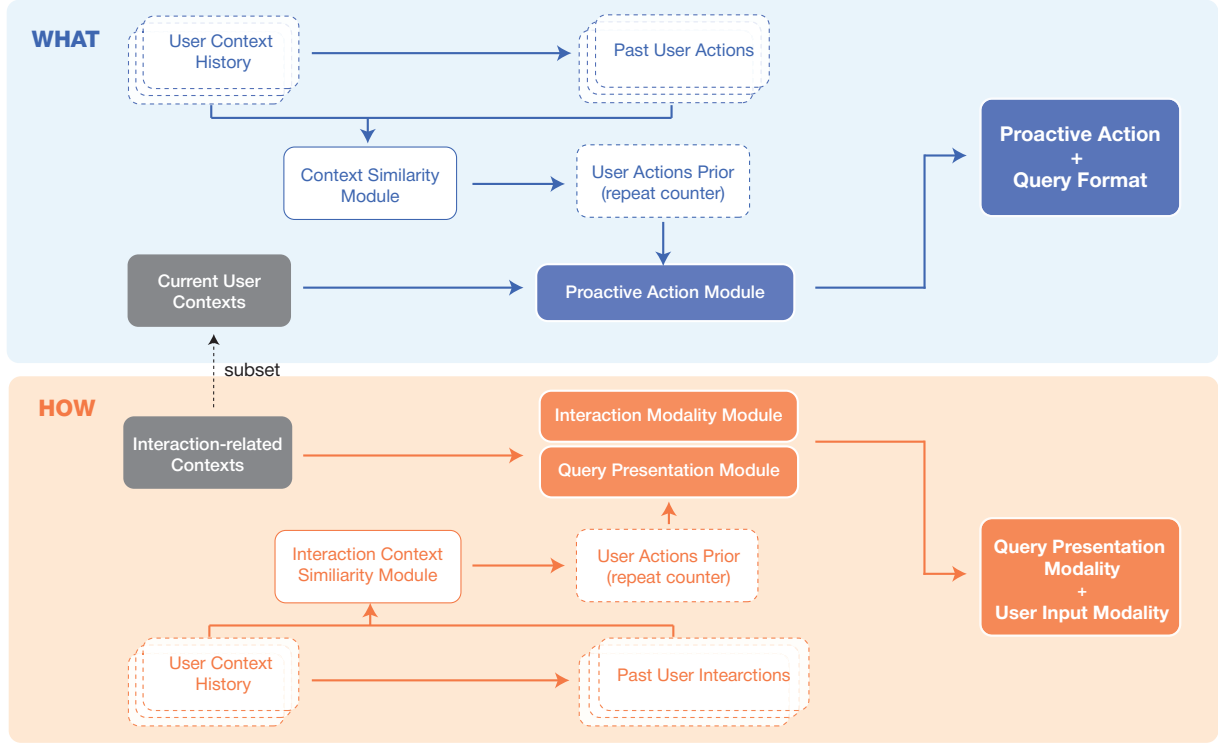 WHAT
User Context
History
Past User Actions
Context Similarity
Module
User Actions Prior
(repeat counter)
Proactive Action
+
Query Format
Current User
Contexts
Proactive Action Module
subset
HOW
Interaction-related
Contexts
Interaction Modality Module
Query Presentation Module
Interaction Context
Similiarity Module
User Actions Prior
(repeat counter)
Query Presentation
Modality
+
User Input Modality
User Context
History
Past User Intearctions